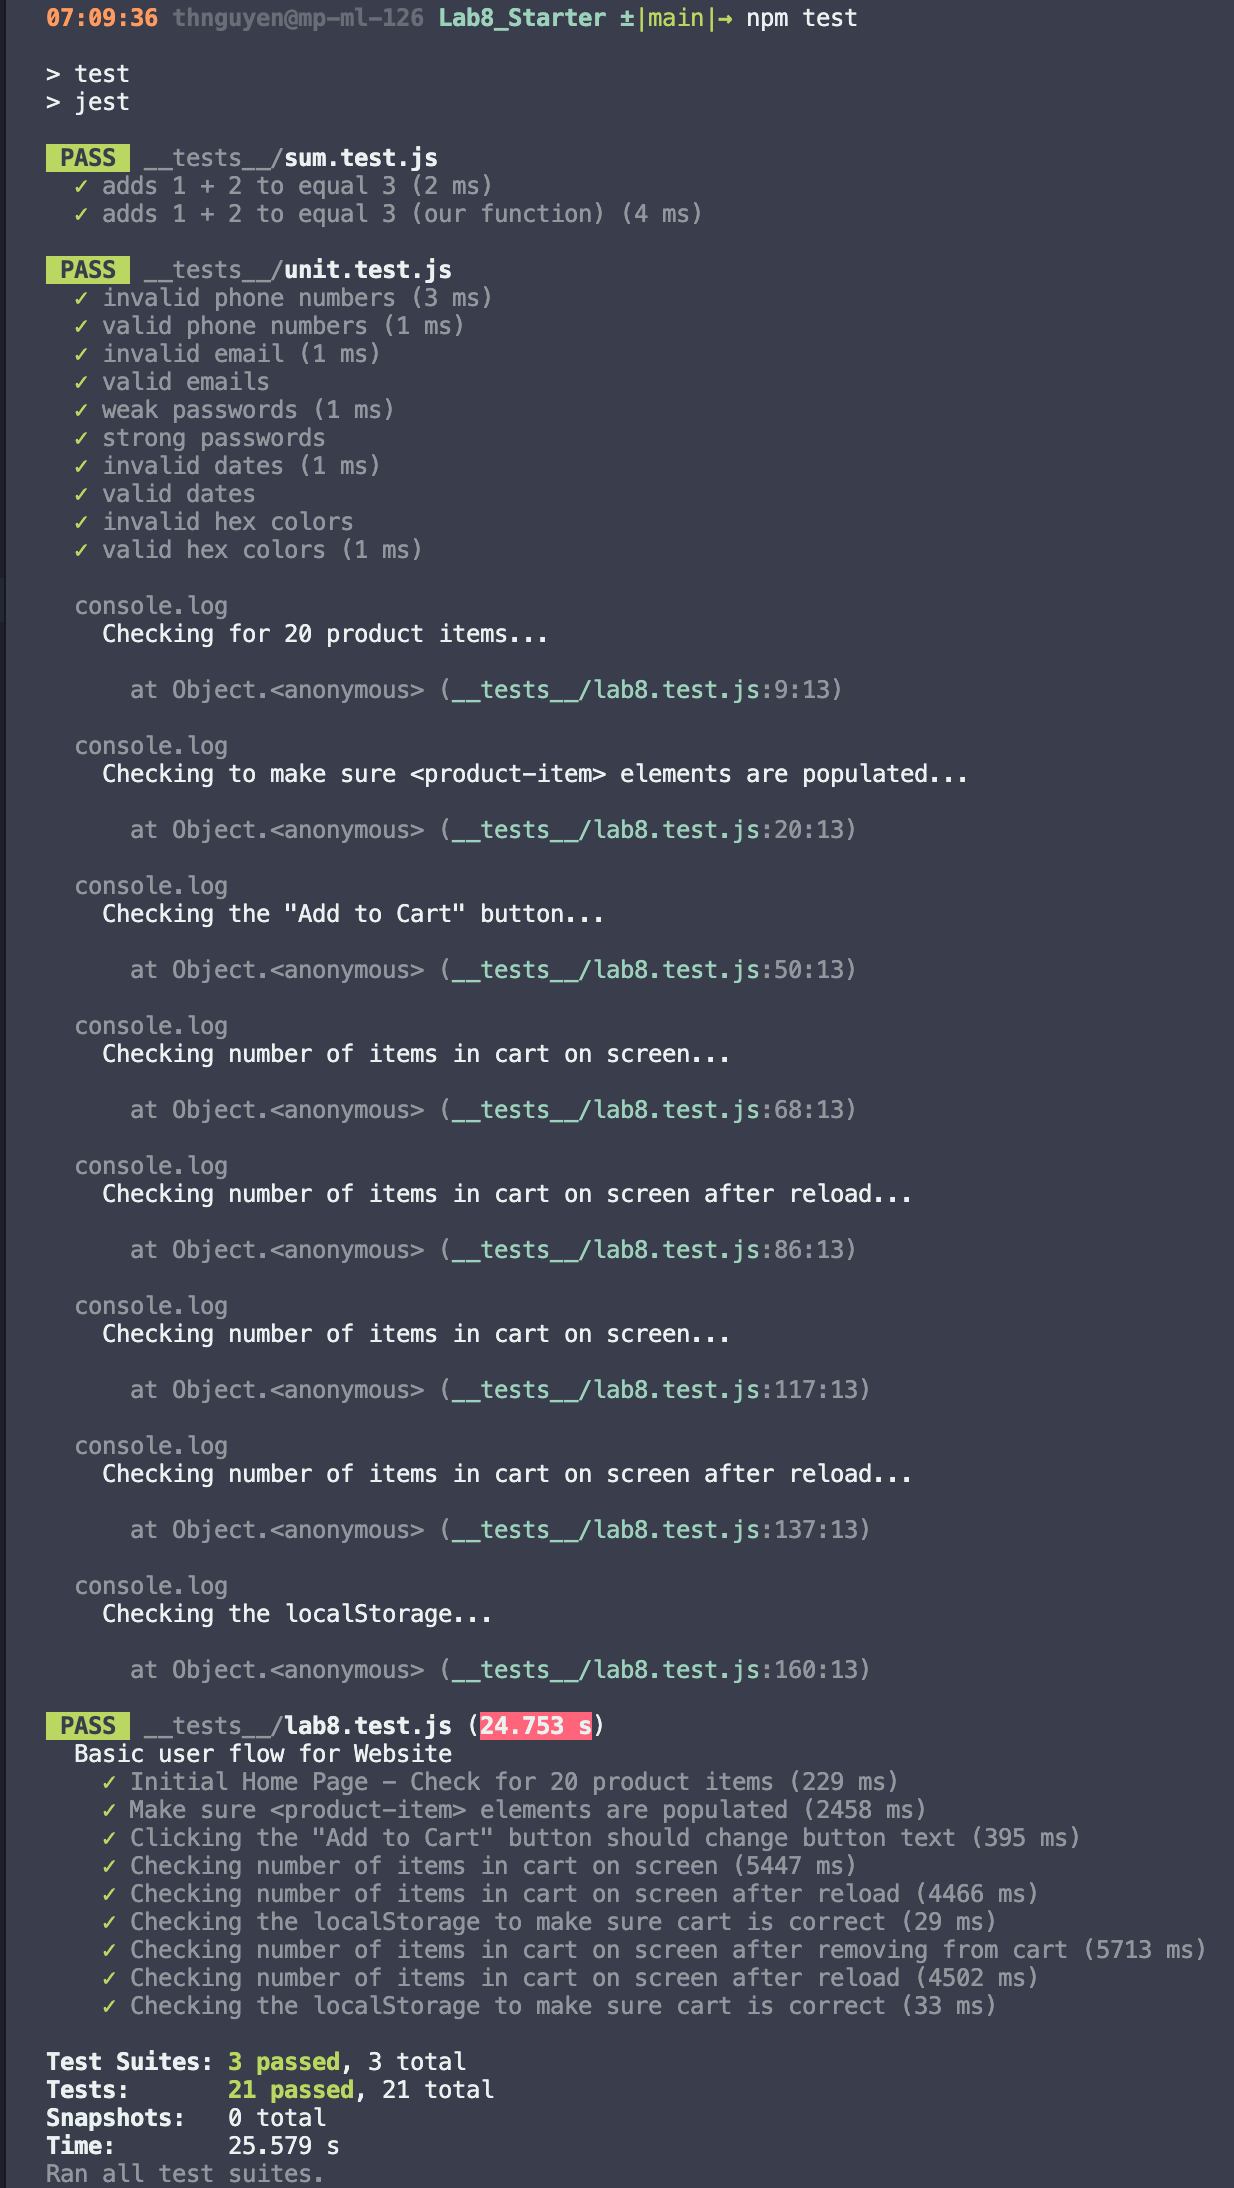 07:09:36 thnguyen@mp-ml-126 Lab8_Starter ±|main|→ npm test
> test
> jest
PASS __tests__/sum.test.js
✓ adds 1 + 2 to equal 3 (2 ms)
✓ adds 1 + 2 to equal 3 (our function) (4 ms)
PASS __tests__/unit.test.js
✓ invalid phone numbers (3 ms)
✓ valid phone numbers (1 ms)
✓ invalid email (1 ms)
✓ valid emails
✓ weak passwords (1 ms)
✓ strong passwords
✓ invalid dates (1 ms)
✓ valid dates
✓ invalid hex colors
✓ valid hex colors (1 ms)
console.log
Checking for 20 product items...
at Object.<anonymous> (__tests__/lab8.test.js:9:13)
console.log
Checking to make sure <product-item> elements are populated...
at Object.<anonymous> (__tests__/lab8.test.js:20:13)
console.log
Checking the "Add to Cart" button...
at Object.<anonymous> (__tests__/lab8.test.js:50:13)
console.log
Checking number of items in cart on screen...
at Object.<anonymous> (__tests__/lab8.test.js:68:13)
console.log
Checking number of items in cart on screen after reload...
at Object.<anonymous> (__tests__/lab8.test.js:86:13)
console.log
Checking number of items in cart on screen...
at Object.<anonymous> (__tests__/lab8.test.js:117:13)
console.log
Checking number of items in cart on screen after reload...
at Object.<anonymous> (__tests__/lab8.test.js:137:13)
console.log
Checking the localStorage...
at Object.<anonymous> (__tests__/lab8.test.js:160:13)
PASS __tests__/lab8.test.js (24.753 s)
Basic user flow for Website
✓ Initial Home Page - Check for 20 product items (229 ms)
✓ Make sure <product-item> elements are populated (2458 ms)
✓ Clicking the "Add to Cart" button should change button text (395 ms)
✓ Checking number of items in cart on screen (5447 ms)
✓ Checking number of items in cart on screen after reload (4466 ms)
✓ Checking the localStorage to make sure cart is correct (29 ms)
✓ Checking number of items in cart on screen after removing from cart (5713 ms)
✓ Checking number of items in cart on screen after reload (4502 ms)
✓ Checking the localStorage to make sure cart is correct (33 ms)
Test Suites: 3 passed, 3 total
Tests: 21 passed, 21 total
Snapshots: 0 total
Time: 25.579 s
Ran all test suites.